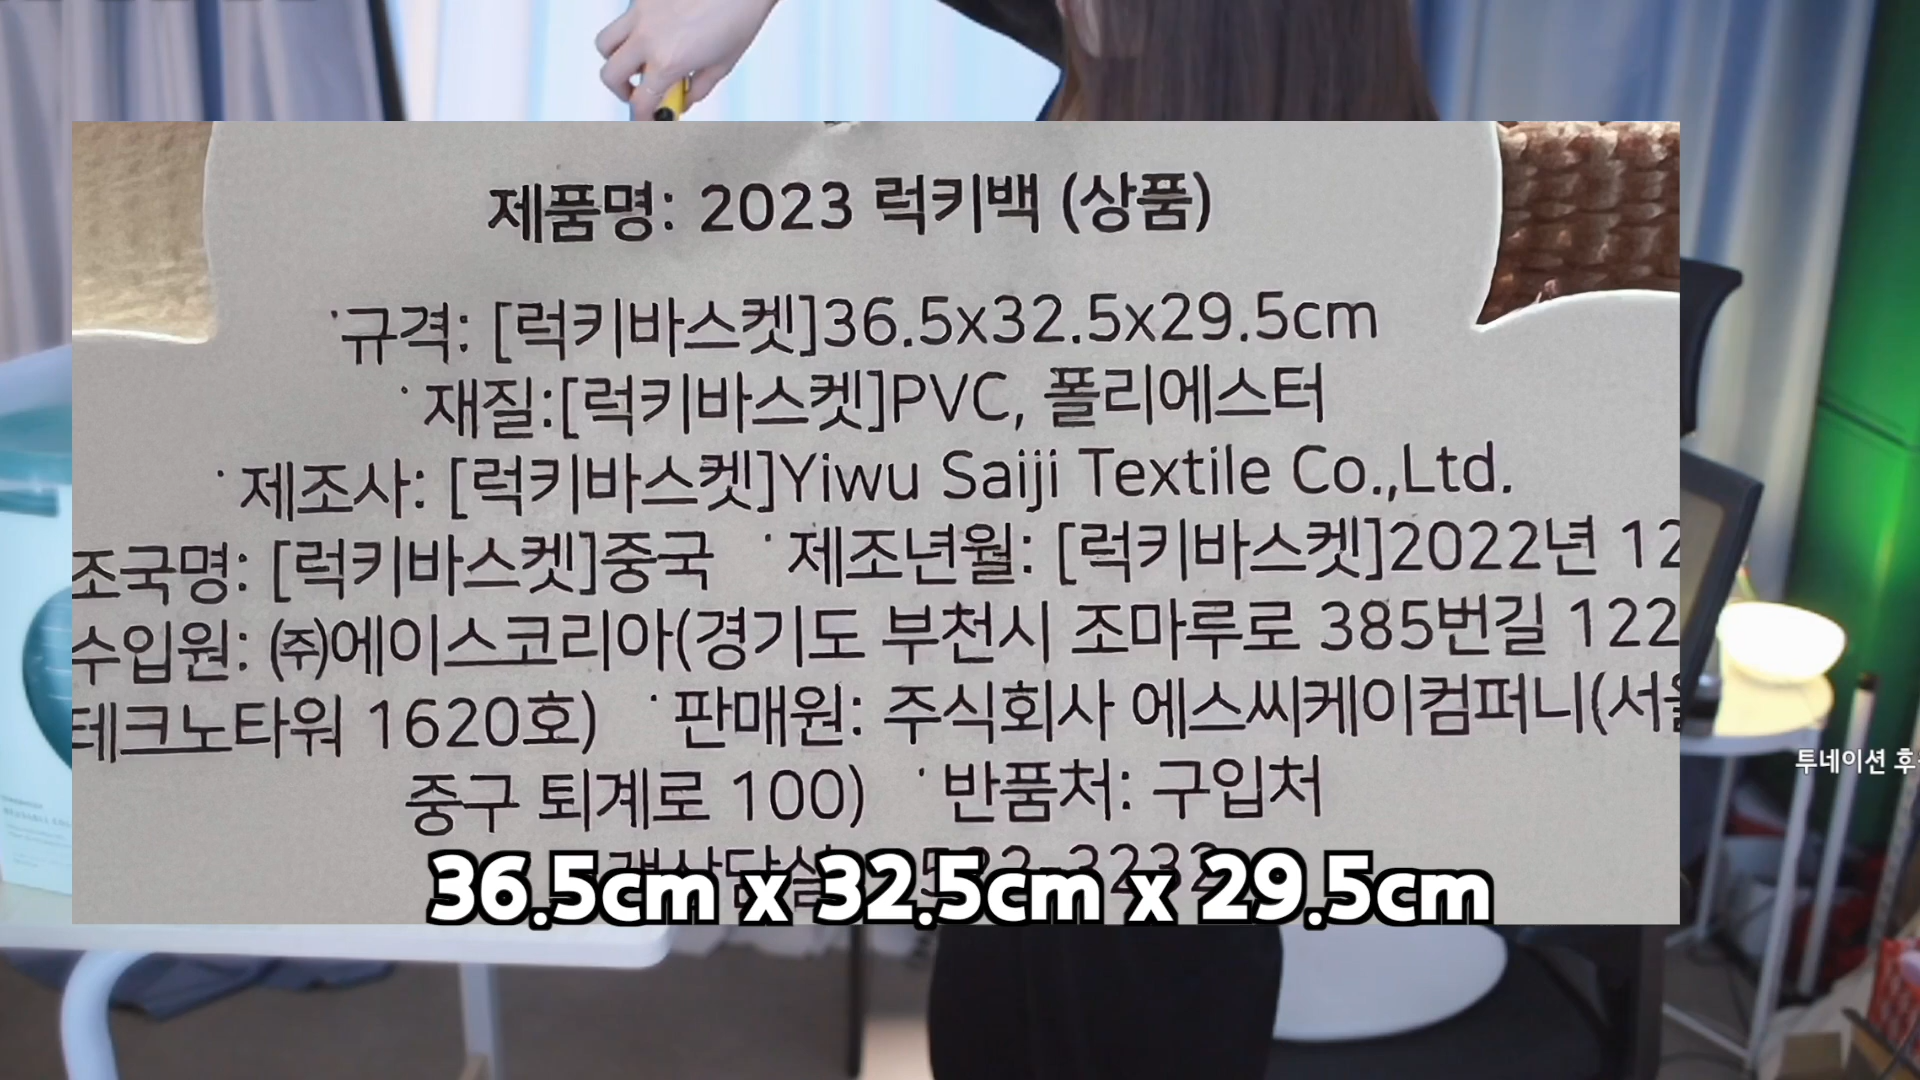 제품명: 2023 럭키백 (상품)
·규격: [럭키바스켓]36.5x32.5x29.5cm
·재질:[럭키바스켓]PVC, 폴리에스터
·제조사: [럭키바스켓]Yiwu Saiji Textile Co.,Ltd.
조국명: [럭키바스켓]중국 ·제조년월: [럭키바스켓]2022년 12
수입원: ㈜에이스코리아(경기도 부천시 조마루로 385번길 122
테크노타워 1620호) ·판매원: 주식회사 에스씨케이컴퍼니(서울
중구 퇴계로 100) ·반품처: 구입처
36.5cm x 32.5cm x 29.5cm
투네이션 후